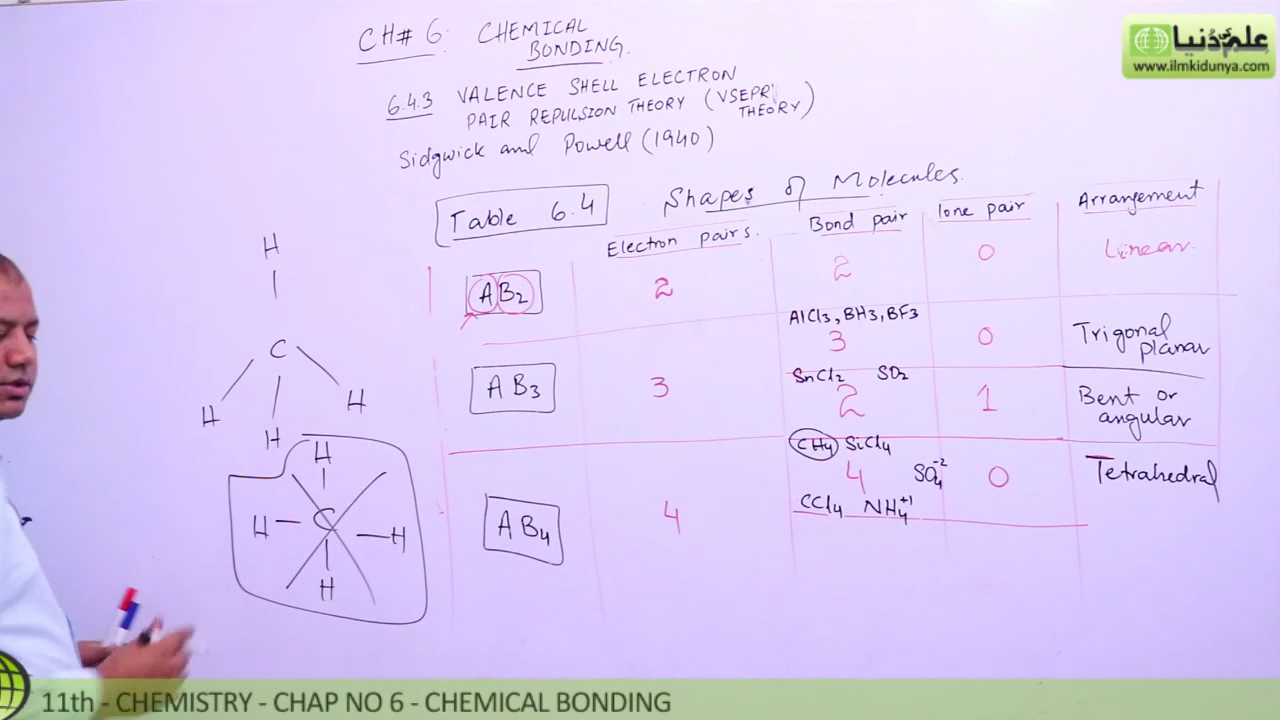 CH# 6: CHEMICAL
BONDING.
علم کی دنیا
www.ilmkidunya.com
6.4.3 VALENCE SHELL ELECTRON
PAIR REPULSION THEORY (VSEPR
THEORY)
Sidgwick and Powell (1940)
Table 6.4
Shapes of Molecules.
Electron pairs. Bond pair lone pair Arrangement
AB2 2 2 0 Linear.
AlCl3, BH3, BF3
AB3 3 3 0 Trigonal
planar
SnCl2 SO2
2 1 Bent or
angular
CH4 SiCl4
AB4 4 4 SO4-2 0 Tetrahedral
CCl4 NH4+1
H
C
H H
H
H
H C H
H
11th - CHEMISTRY - CHAP NO 6 - CHEMICAL BONDING